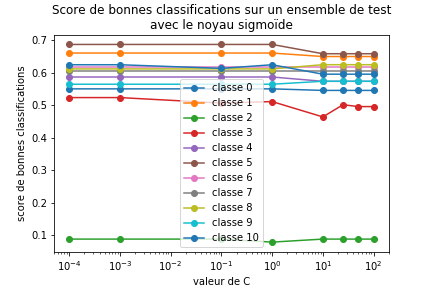 Score de bonnes classifications sur un ensemble de test
avec le noyau sigmoïde
score de bonnes classifications
0.7
0.6
0.5
0.4
0.3
0.2
0.1
classe 0
classe 1
classe 2
classe 3
classe 4
classe 5
classe 6
classe 7
classe 8
classe 9
classe 10
10⁻⁴ 10⁻³ 10⁻² 10⁻¹ 10⁰ 10¹ 10²
valeur de C